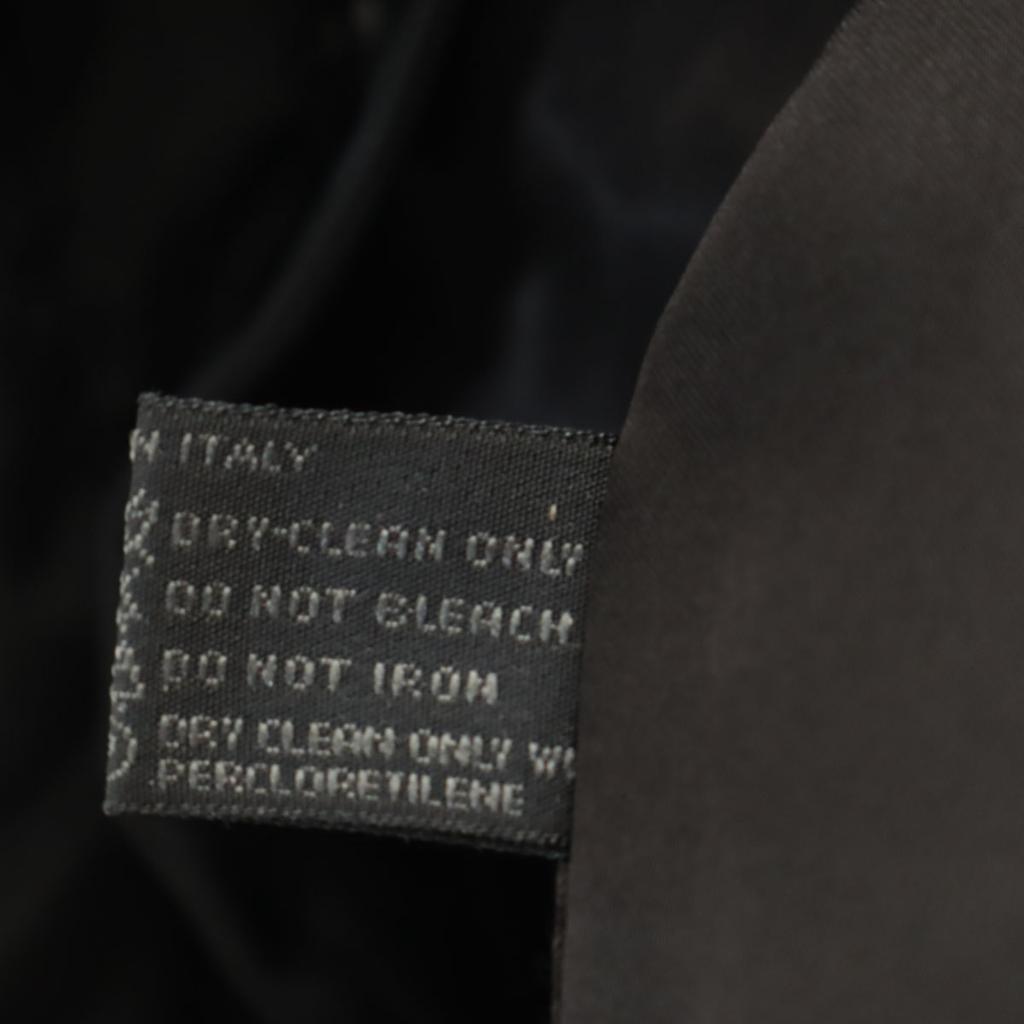 ITALY
DRY-CLEAN ONLY
DO NOT BLEACH
DO NOT IRON
DRY CLEAN ONLY
PERCLORETILENE